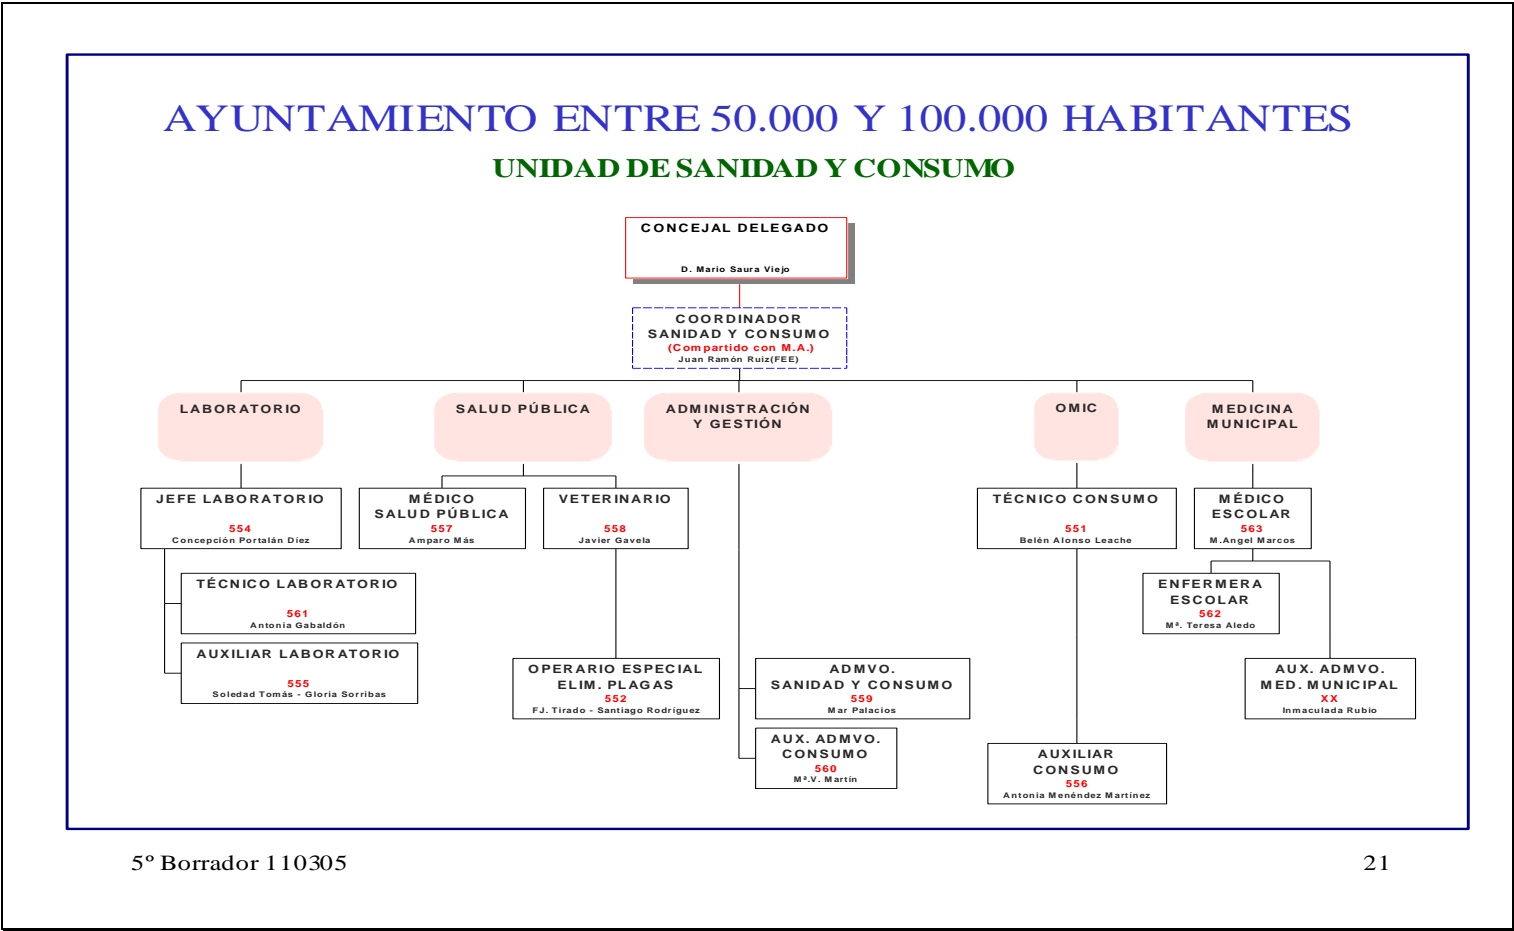 AYUNTAMIENTO ENTRE 50.000 Y 100.000 HABITANTES
UNIDAD DE SANIDAD Y CONSUMO
CONCEJAL DELEGADO
D. Mario Saura Viejo
COORDINADOR
SANIDAD Y CONSUMO
(Compartido con M.A.)
Juan Ramón Ruiz(FEE)
LABORATORIO
SALUD PÚBLICA
ADMINISTRACIÓN
Y GESTIÓN
OMIC
MEDICINA
MUNICIPAL
JEFE LABORATORIO
554
Concepción Portalán Díez
MÉDICO
SALUD PÚBLICA
557
Amparo Más
VETERINARIO
558
Javier Gavela
TÉCNICO CONSUMO
551
Belén Alonso Leache
MÉDICO
ESCOLAR
563
M.Angel Marcos
TÉCNICO LABORATORIO
561
Antonia Gabaldón
ENFERMERA
ESCOLAR
562
Mª. Teresa Aledo
AUXILIAR LABORATORIO
555
Soledad Tomás - Gloria Sorribas
OPERARIO ESPECIAL
ELIM. PLAGAS
552
FJ. Tirado - Santiago Rodríguez
ADMVO.
SANIDAD Y CONSUMO
559
Mar Palacios
AUX. ADMVO.
MED. MUNICIPAL
XX
Inmaculada Rubio
AUX. ADMVO.
CONSUMO
560
Mª.V. Martín
AUXILIAR
CONSUMO
556
Antonia Menéndez Martínez
5º Borrador 110305
21